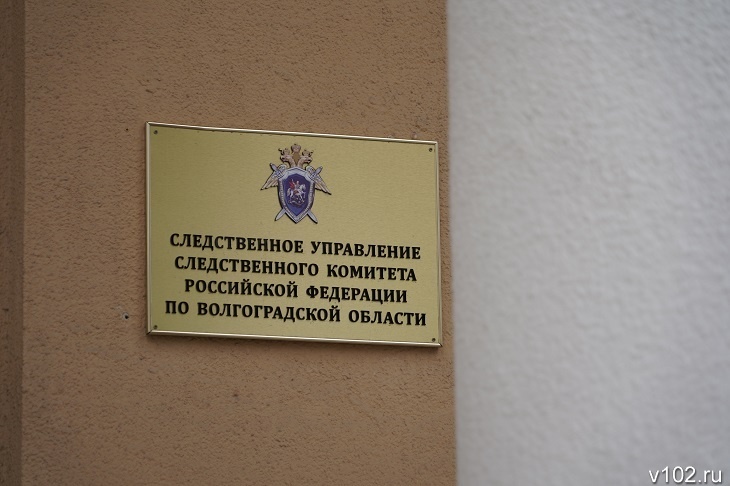 СЛЕДСТВЕННОЕ УПРАВЛЕНИЕ
СЛЕДСТВЕННОГО КОМИТЕТА
РОССИЙСКОЙ ФЕДЕРАЦИИ
ПО ВОЛГОГРАДСКОЙ ОБЛАСТИ
v102.ru